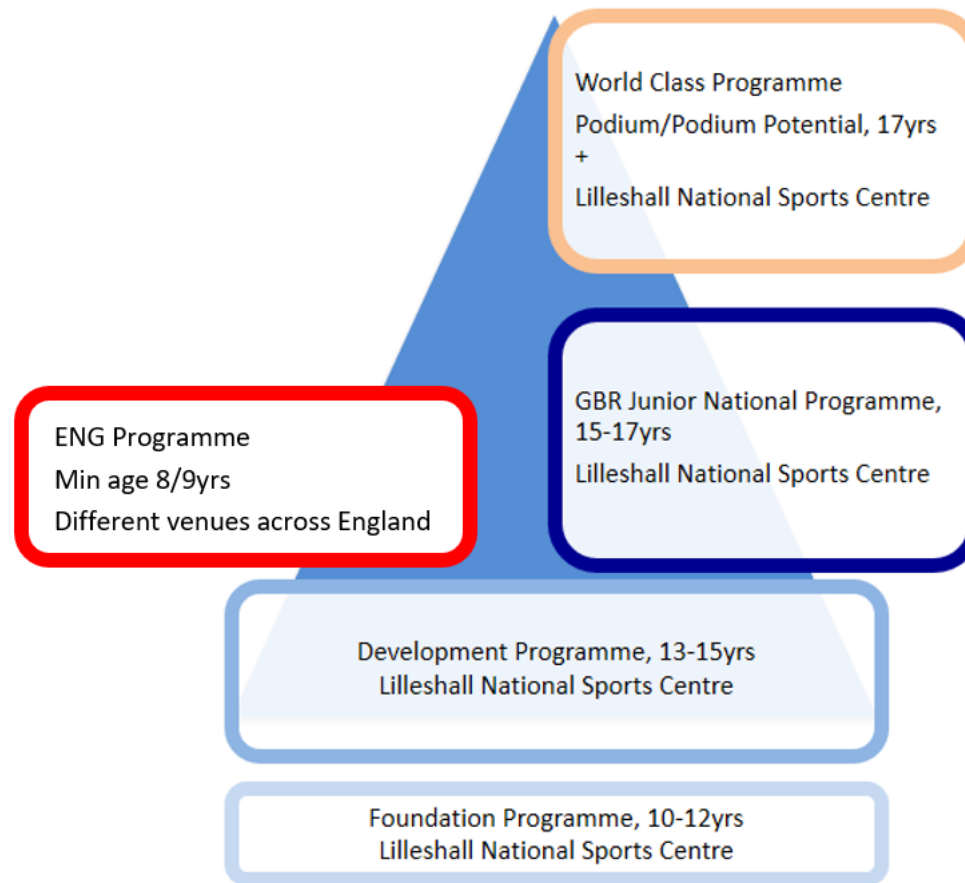 World Class Programme
Podium/Podium Potential, 17yrs
+
Lilleshall National Sports Centre
GBR Junior National Programme,
15-17yrs
Lilleshall National Sports Centre
ENG Programme
Min age 8/9yrs
Different venues across England
Development Programme, 13-15yrs
Lilleshall National Sports Centre
Foundation Programme, 10-12yrs
Lilleshall National Sports Centre